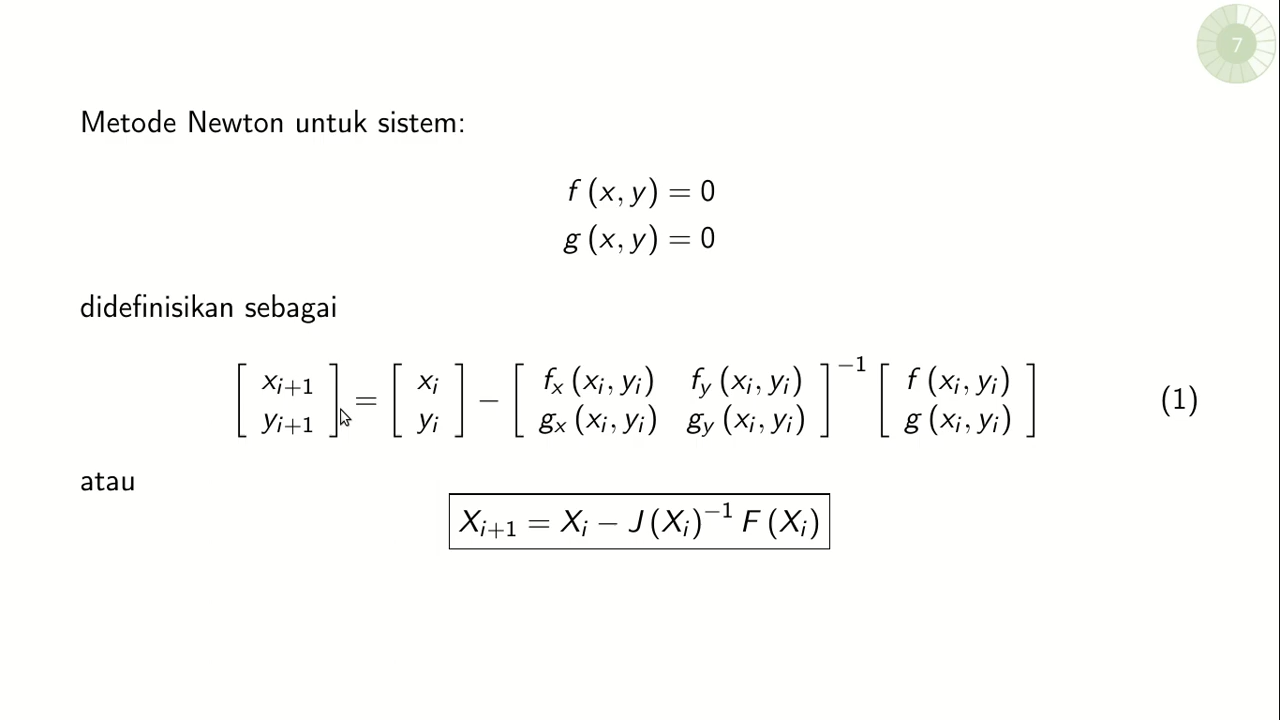 7
Metode Newton untuk sistem:
f (x, y) = 0
g (x, y) = 0
didefinisikan sebagai
[ x_{i+1} ; y_{i+1} ] = [ x_i ; y_i ] − [ f_x (x_i, y_i) f_y (x_i, y_i) ; g_x (x_i, y_i) g_y (x_i, y_i) ]^{−1} [ f (x_i, y_i) ; g (x_i, y_i) ] (1)
atau
X_{i+1} = X_i − J (X_i)^{−1} F (X_i)